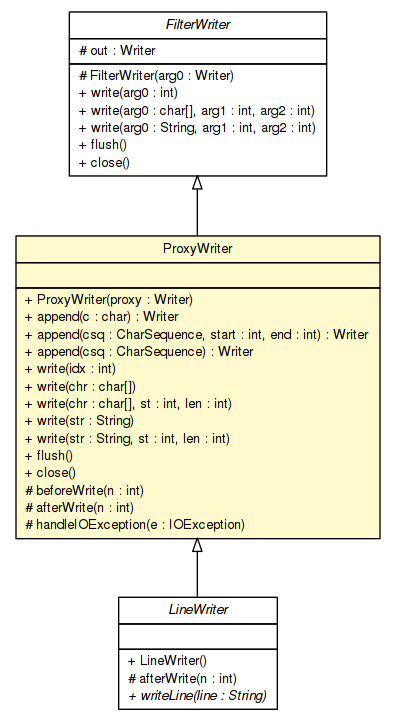 FilterWriter
# out : Writer
# FilterWriter(arg0 : Writer)
+ write(arg0 : int)
+ write(arg0 : char[], arg1 : int, arg2 : int)
+ write(arg0 : String, arg1 : int, arg2 : int)
+ flush()
+ close()
ProxyWriter
+ ProxyWriter(proxy : Writer)
+ append(c : char) : Writer
+ append(csq : CharSequence, start : int, end : int) : Writer
+ append(csq : CharSequence) : Writer
+ write(idx : int)
+ write(chr : char[])
+ write(chr : char[], st : int, len : int)
+ write(str : String)
+ write(str : String, st : int, len : int)
+ flush()
+ close()
# beforeWrite(n : int)
# afterWrite(n : int)
# handleIOException(e : IOException)
LineWriter
+ LineWriter()
# afterWrite(n : int)
+ writeLine(line : String)